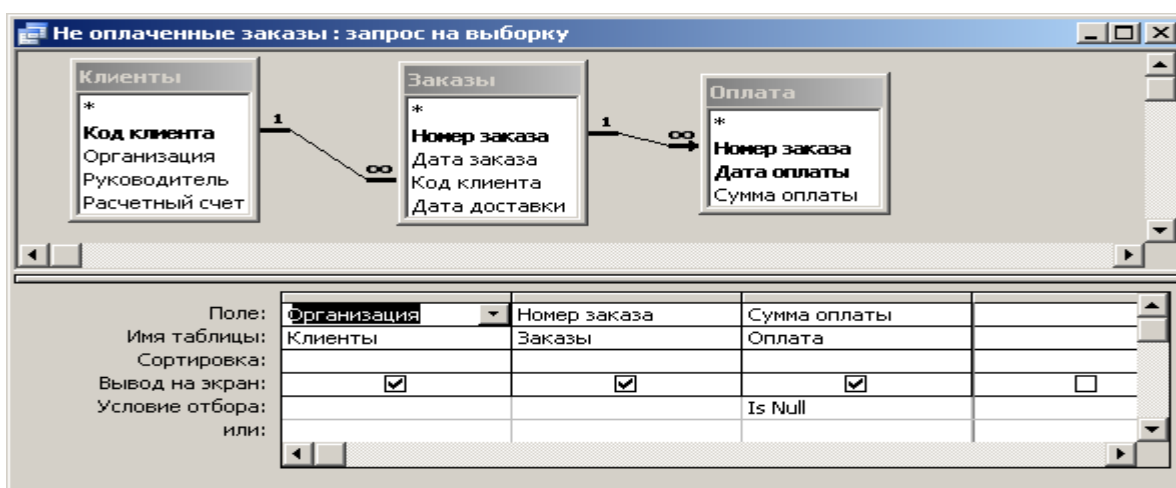 Не оплаченные заказы : запрос на выборку
Клиенты
*
Код клиента
Организация
Руководитель
Расчетный счет
1
∞
Заказы
*
Номер заказа
Дата заказа
Код клиента
Дата доставки
1
∞
Оплата
*
Номер заказа
Дата оплаты
Сумма оплаты
Поле: Организация Номер заказа Сумма оплаты
Имя таблицы: Клиенты Заказы Оплата
Сортировка:
Вывод на экран:
Условие отбора: Is Null
или: